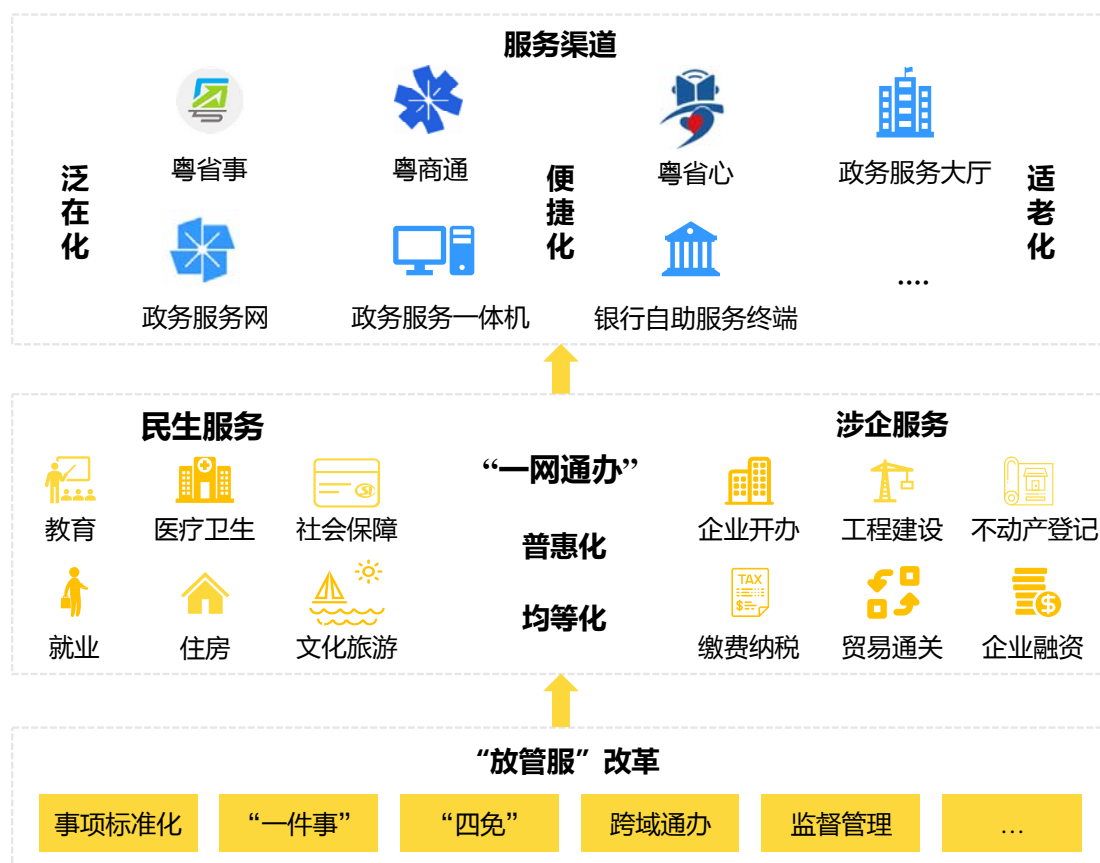 服务渠道
粤省事
粤商通
粤省心
政务服务大厅
泛在化
便捷化
适老化
政务服务网
政务服务一体机
银行自助服务终端
....
民生服务
涉企服务
“一网通办”
普惠化
均等化
教育
医疗卫生
社会保障
就业
住房
文化旅游
企业开办
工程建设
不动产登记
TAX
缴费纳税
贸易通关
企业融资
“放管服”改革
事项标准化
“一件事”
“四免”
跨域通办
监督管理
…